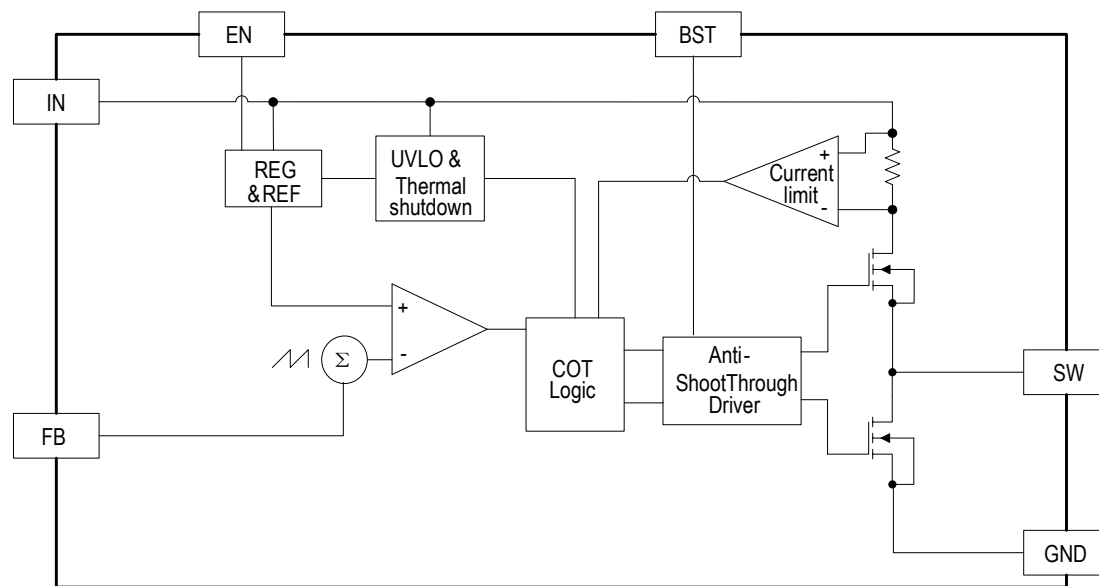 EN
BST
IN
REG
&REF
UVLO &
Thermal
shutdown
+
Current
limit
-
+
-
Σ
COT
Logic
Anti-
ShootThrough
Driver
SW
FB
GND